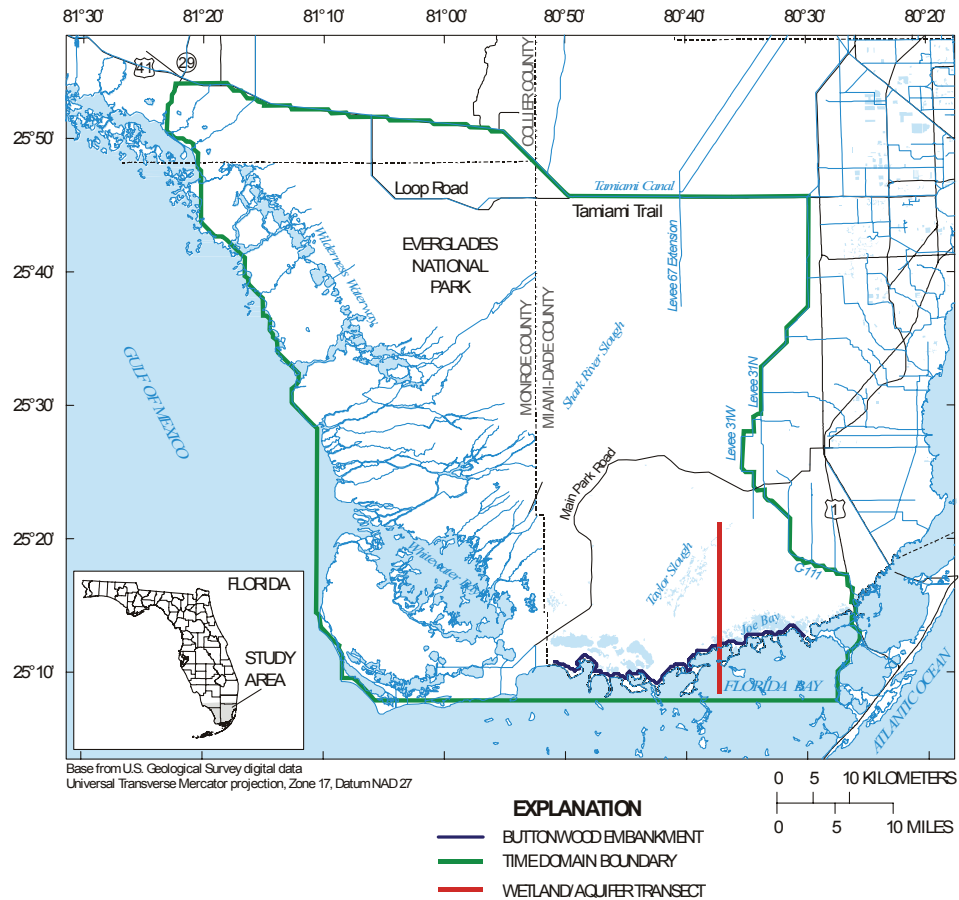 81°30' 81°20' 81°10' 81°00' 80°50' 80°40' 80°30' 80°20'
41
29
COLLIER COUNTY
25°50'
Loop Road
Tamiami Canal
Tamiami Trail
Wilderness Waterway
EVERGLADES
NATIONAL
PARK
Levee 67 Extension
25°40'
GULF OF MEXICO
MONROE COUNTY
MIAMI-DADE COUNTY
Shark River Slough
Levee 31N
25°30'
Levee 31W
Main Park Road
1
25°20'
Whitewater Bay
Taylor Slough
C-111
FLORIDA
Joe Bay
STUDY
AREA
25°10'
FLORIDA BAY
ATLANTIC OCEAN
Base from U.S. Geological Survey digital data
Universal Transverse Mercator projection, Zone 17, Datum NAD 27
0 5 10 KILOMETERS
0 5 10 MILES
EXPLANATION
BUTTONWOOD EMBANKMENT
TIME DOMAIN BOUNDARY
WETLAND/AQUIFER TRANSECT